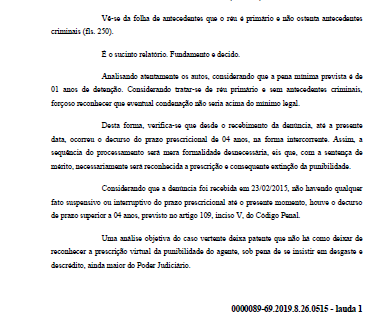 Vê-se da folha de antecedentes que o réu é primário e não ostenta antecedentes
criminais (fls. 250).
É o sucinto relatório. Fundamento e decido.
Analisando atentamente os autos, considerando que a pena mínima prevista é de
01 anos de detenção. Considerando tratar-se de réu primário e sem antecedentes criminais,
forçoso reconhecer que eventual condenação não seria acima do mínimo legal.
Desta forma, verifica-se que desde o recebimento da denúncia, até a presente
data, ocorreu o decurso do prazo prescricional de 04 anos, na forma intercorrente. Assim, a
sequência do processamento será mera formalidade desnecessária, eis que, com a sentença de
mérito, necessariamente será reconhecida a prescrição e consequente extinção da punibilidade.
Considerando que a denúncia foi recebida em 23/02/2015, não havendo qualquer
fato suspensivo ou interruptivo do prazo prescricional até o presente momento, houve o decurso
de prazo superior a 04 anos, previsto no artigo 109, inciso V, do Código Penal.
Uma análise objetiva do caso vertente deixa patente que não há como deixar de
reconhecer a prescrição virtual da punibilidade do agente, sob pena de se insistir em desgaste e
descrédito, ainda maior do Poder Judiciário.
0000089-69.2019.8.26.0515 - lauda 1